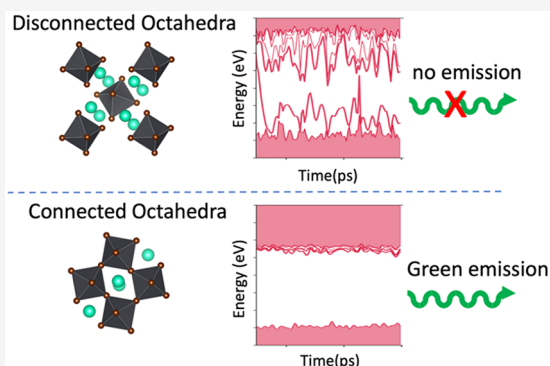 Disconnected Octahedra
Energy (eV)
Time(ps)
no emission
Connected Octahedra
Energy (eV)
Time(ps)
Green emission